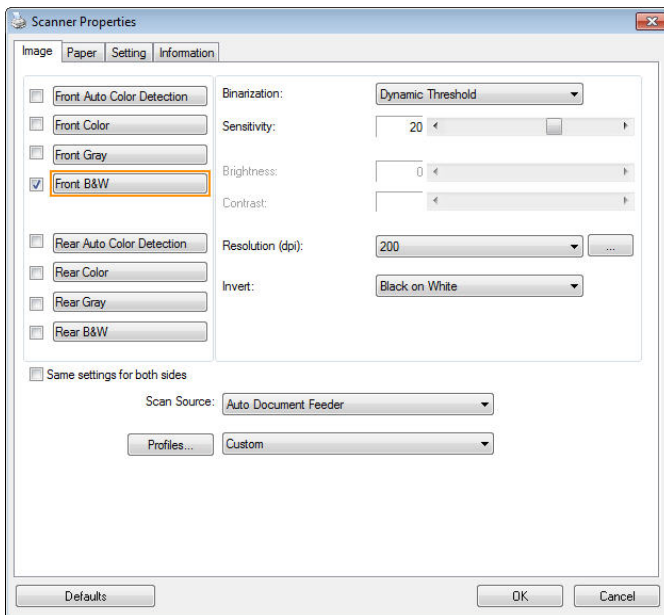 Scanner Properties
Image Paper Setting Information
Front Auto Color Detection
Front Color
Front Gray
Front B&W
Rear Auto Color Detection
Rear Color
Rear Gray
Rear B&W
Binarization: Dynamic Threshold
Sensitivity: 20
Brightness: 0
Contrast:
Resolution (dpi): 200 ...
Invert: Black on White
Same settings for both sides
Scan Source: Auto Document Feeder
Profiles... Custom
Defaults OK Cancel